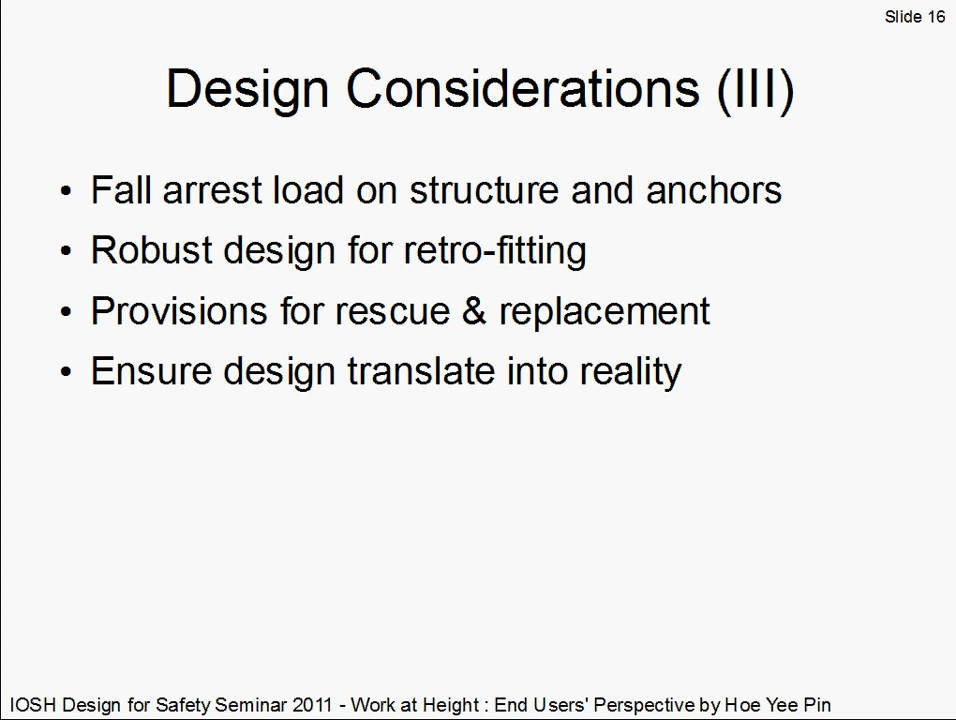 Slide 16
Design Considerations (III)
• Fall arrest load on structure and anchors
• Robust design for retro-fitting
• Provisions for rescue & replacement
• Ensure design translate into reality
IOSH Design for Safety Seminar 2011 - Work at Height : End Users' Perspective by Hoe Yee Pin